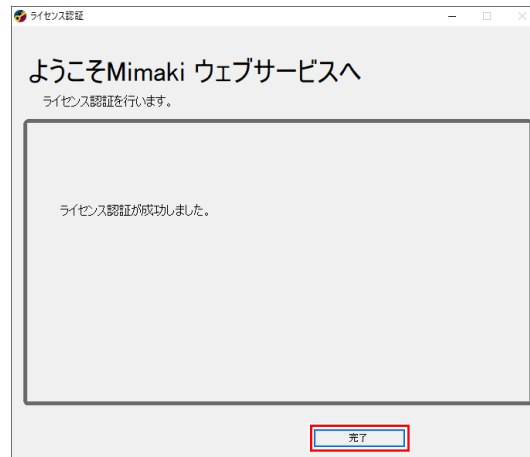 ライセンス認証
ようこそMimaki ウェブサービスへ
ライセンス認証を行います。
ライセンス認証が成功しました。
完了